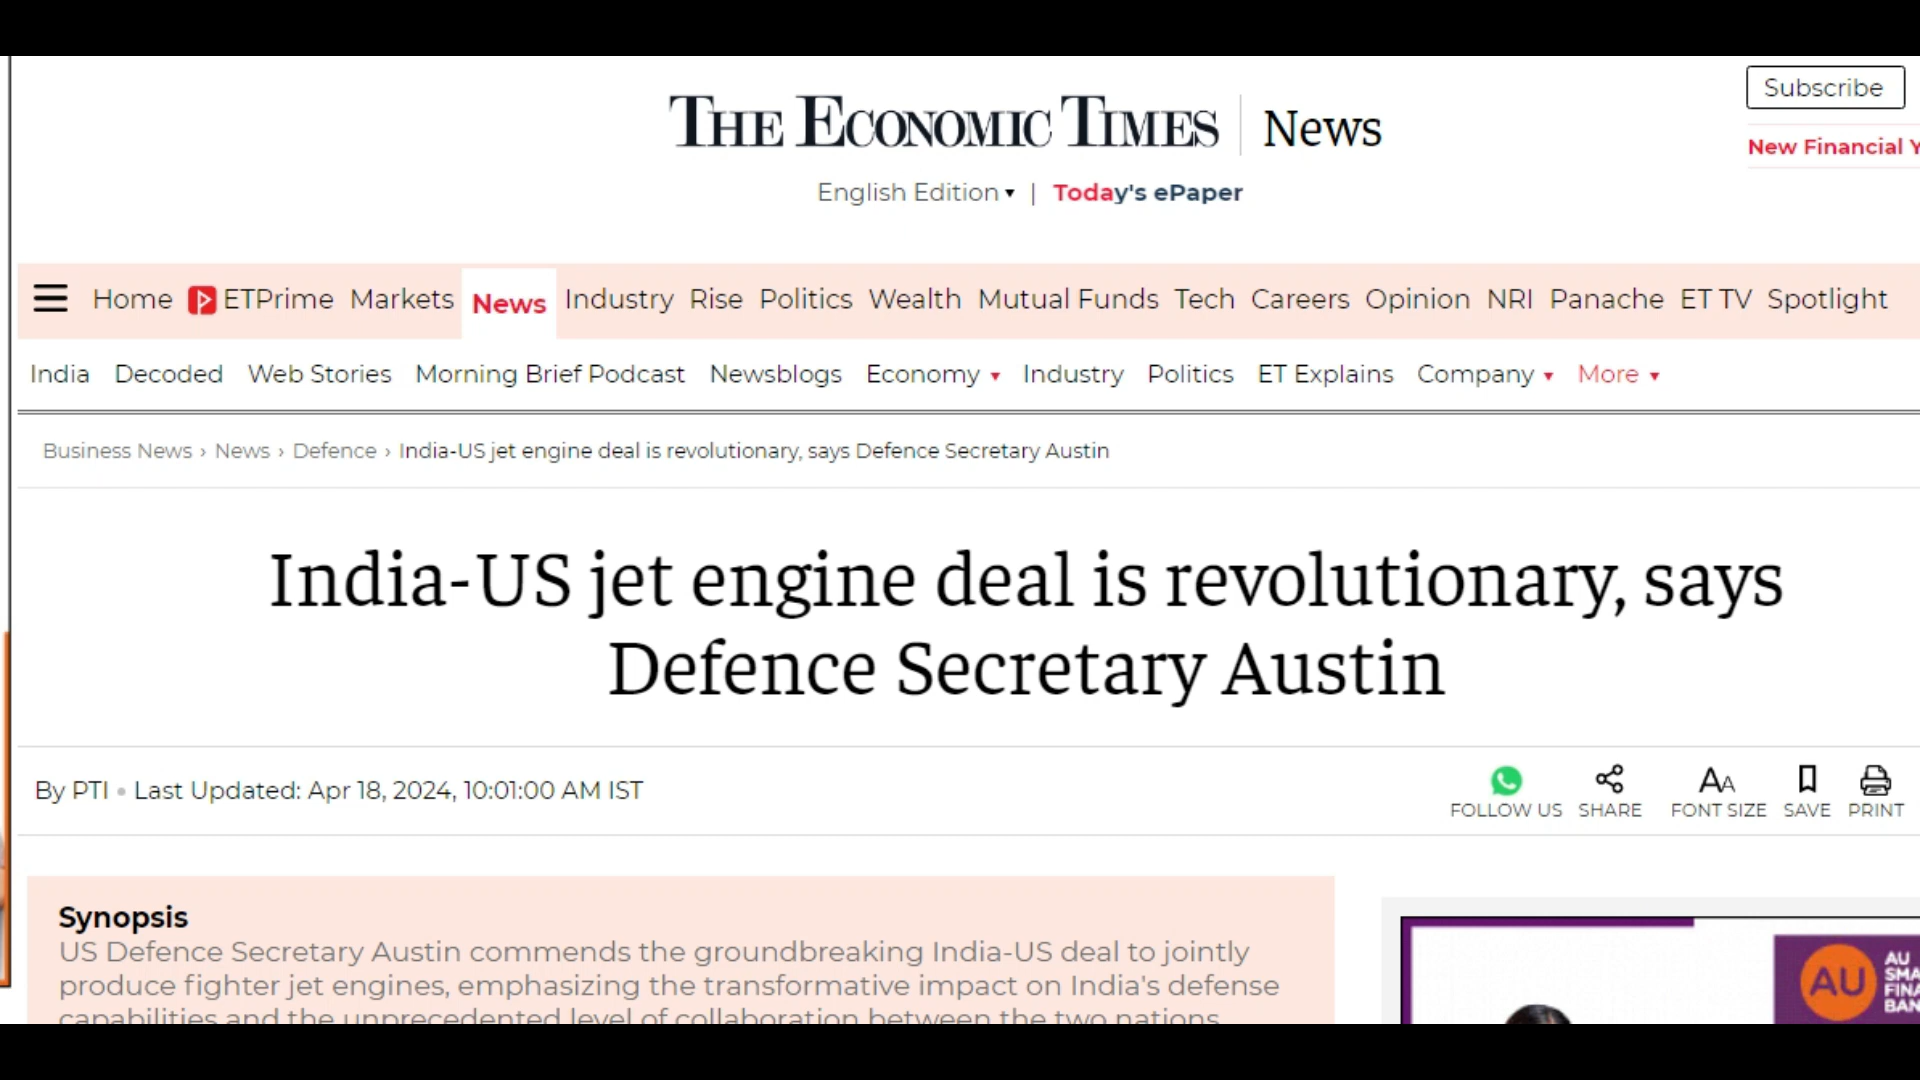 Subscribe
THE ECONOMIC TIMES News
New Financial Y
English Edition | Today's ePaper
Home ETPrime Markets News Industry Rise Politics Wealth Mutual Funds Tech Careers Opinion NRI Panache ET TV Spotlight
India Decoded Web Stories Morning Brief Podcast Newsblogs Economy Industry Politics ET Explains Company More
Business News › News › Defence › India-US jet engine deal is revolutionary, says Defence Secretary Austin
India-US jet engine deal is revolutionary, says
Defence Secretary Austin
By PTI • Last Updated: Apr 18, 2024, 10:01:00 AM IST
FOLLOW US SHARE AA FONT SIZE SAVE PRINT
Synopsis
US Defence Secretary Austin commends the groundbreaking India-US deal to jointly
produce fighter jet engines, emphasizing the transformative impact on India's defense
capabilities and the unprecedented level of collaboration between the two nations.
AU
AU
SMA
FINA
BAN